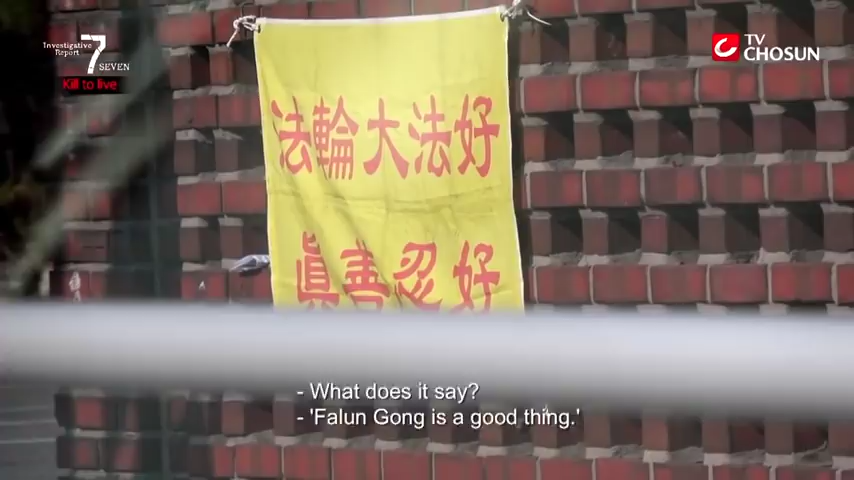 Investigative
Report
7
SEVEN
Kill to live
TV
CHOSUN
法輪大法好
眞善忍好
- What does it say?
- 'Falun Gong is a good thing.'